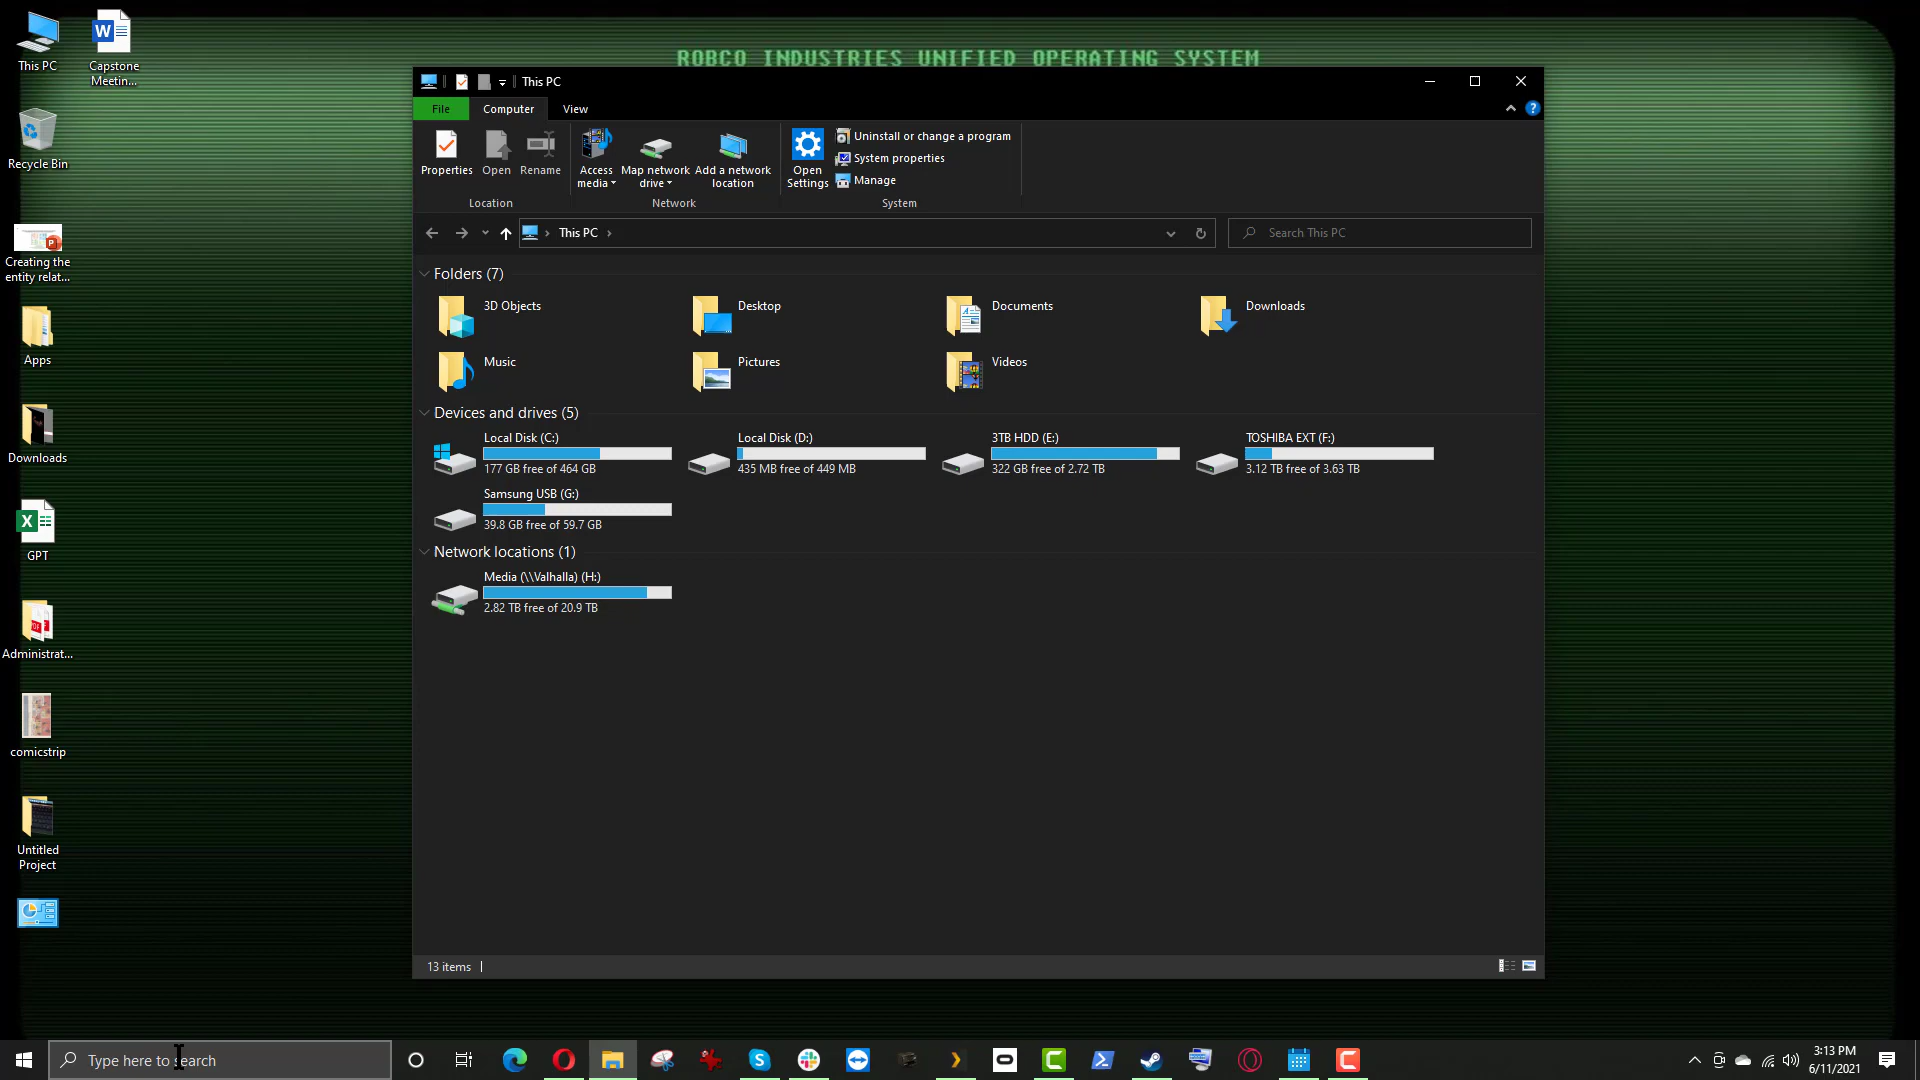 ROBCO INDUSTRIES UNIFIED OPERATING SYSTEM
This PC
Capstone
Meetin...
Recycle Bin
Creating the
entity relat...
Apps
Downloads
GPT
Administrat...
comicstrip
Untitled
Project
This PC
File
Computer
View
Properties
Open
Rename
Access
media
Map network
drive
Add a network
location
Open
Settings
Uninstall or change a program
System properties
Manage
Location
Network
System
This PC
Search This PC
Folders (7)
3D Objects
Desktop
Documents
Downloads
Music
Pictures
Videos
Devices and drives (5)
Local Disk (C:)
177 GB free of 464 GB
Local Disk (D:)
435 MB free of 449 MB
3TB HDD (E:)
322 GB free of 2.72 TB
TOSHIBA EXT (F:)
3.12 TB free of 3.63 TB
Samsung USB (G:)
39.8 GB free of 59.7 GB
Network locations (1)
Media (\\Valhalla) (H:)
2.82 TB free of 20.9 TB
13 items
Type here to search
3:13 PM
6/11/2021